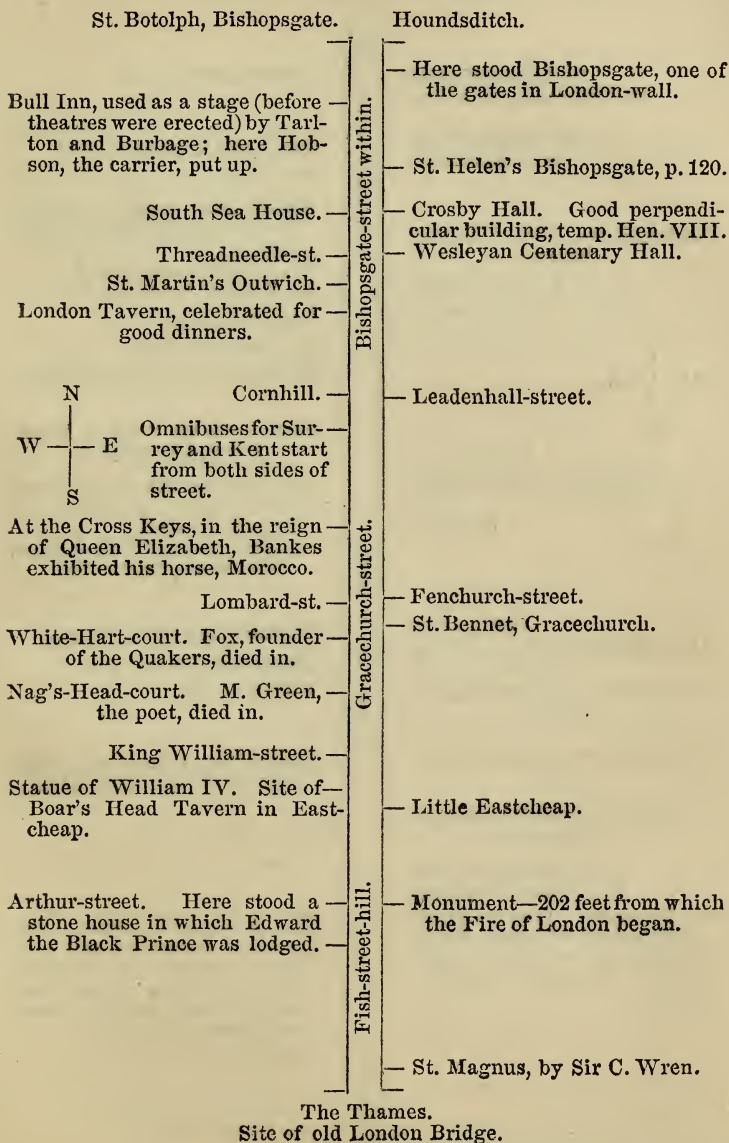 St. Botolph, Bishopsgate.
Houndsditch.
Bishopsgate-street within.
Here stood Bishopsgate, one of
the gates in London-wall.
Bull Inn, used as a stage (before
theatres were erected) by Tarl-
ton and Burbage; here Hob-
son, the carrier, put up.
St. Helen's Bishopsgate, p. 120.
South Sea House.
Crosby Hall. Good perpendi-
cular building, temp. Hen. VIII.
Threadneedle-st.
Wesleyan Centenary Hall.
St. Martin's Outwich.
London Tavern, celebrated for
good dinners.
Cornhill.
Leadenhall-street.
N
W
E
S
Omnibuses for Sur-
rey and Kent start
from both sides of
street.
Gracechurch-street.
At the Cross Keys, in the reign
of Queen Elizabeth, Bankes
exhibited his horse, Morocco.
Lombard-st.
Fenchurch-street.
St. Bennet, Gracechurch.
White-Hart-court. Fox, founder
of the Quakers, died in.
Nag's-Head-court. M. Green,
the poet, died in.
King William-street.
Statue of William IV. Site of—
Boar's Head Tavern in East-
cheap.
Little Eastcheap.
Fish-street-hill.
Arthur-street. Here stood a
stone house in which Edward
the Black Prince was lodged.
Monument—202 feet from which
the Fire of London began.
St. Magnus, by Sir C. Wren.
The Thames.
Site of old London Bridge.